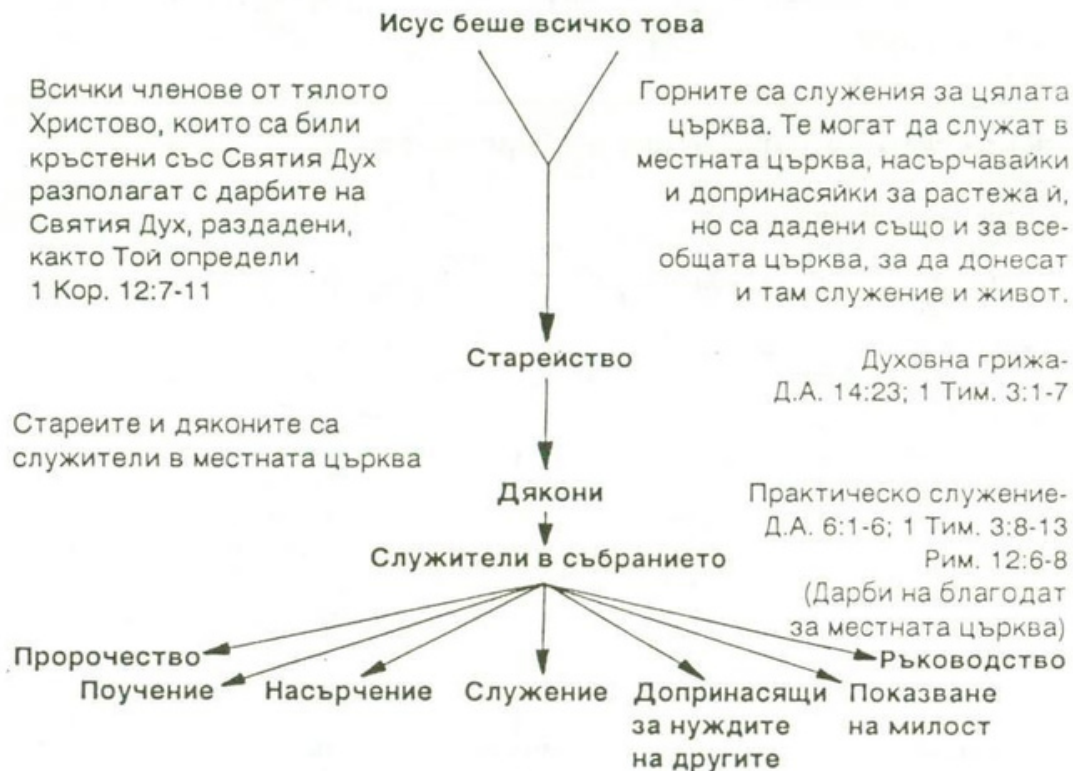 Исус беше всичко това
Всички членове от тялото
Христово, които са били
кръстени със Святия Дух
разполагат с дарбите на
Святия Дух, раздадени,
както Той определи
1 Кор. 12:7-11
Горните са служения за цялата
църква. Те могат да служат в
местната църква, насърчавайки
и допринасяйки за растежа й,
но са дадени също и за все-
общата църква, за да донесат
и там служение и живот.
Старейство
Духовна грижа-
Д.А. 14:23; 1 Тим. 3:1-7
Стареите и дяконите са
служители в местната църква
Дякони
Практическо служение-
Д.А. 6:1-6; 1 Тим. 3:8-13
Рим. 12:6-8
(Дарби на благодат
за местната църква)
Служители в събранието
Пророчество
Ръководство
Поучение
Насърчение
Служение
Допринасящи
за нуждите
на другите
Показване
на милост